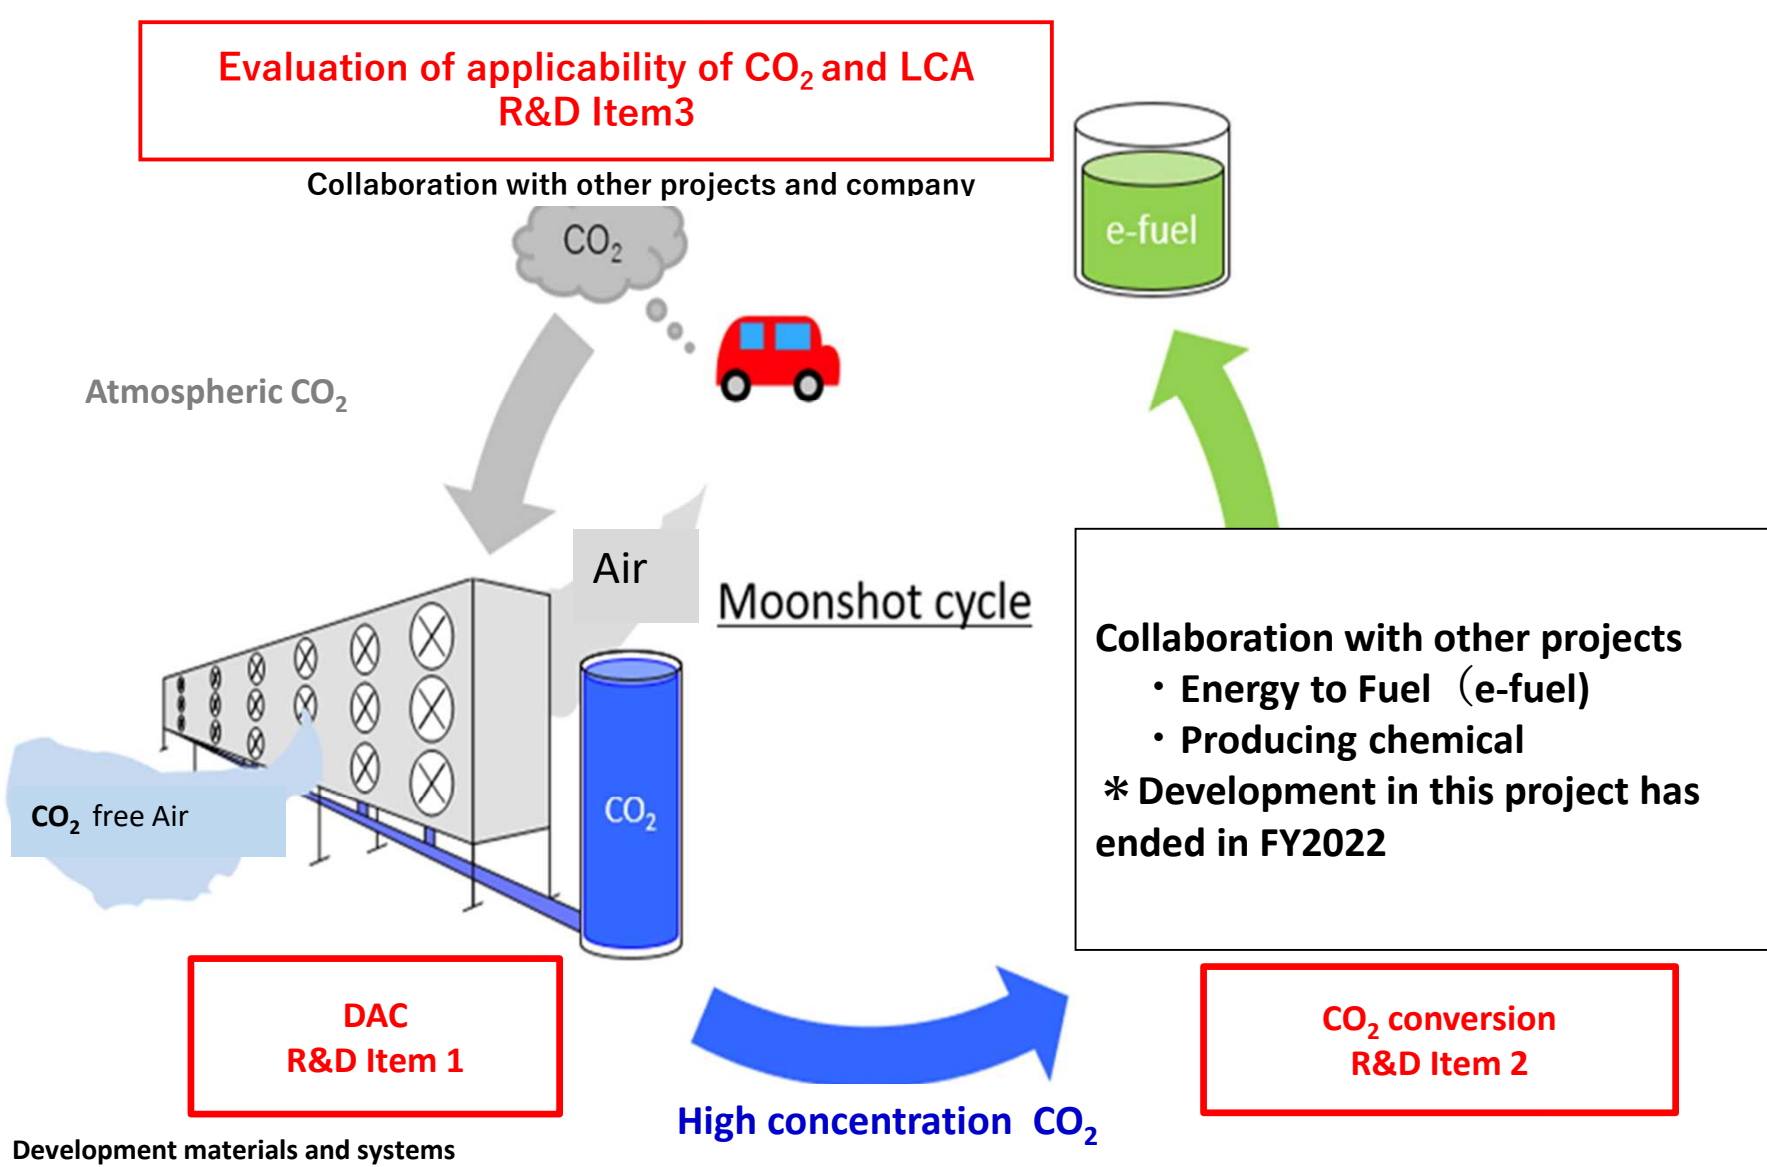 Evaluation of applicability of CO₂ and LCA
R&D Item3
Collaboration with other projects and company
CO₂
e-fuel
Atmospheric CO₂
Air
Moonshot cycle
Collaboration with other projects
・Energy to Fuel（e-fuel)
・Producing chemical
＊Development in this project has
ended in FY2022
CO₂ free Air
CO₂
DAC
R&D Item 1
CO₂ conversion
R&D Item 2
High concentration CO₂
Development materials and systems